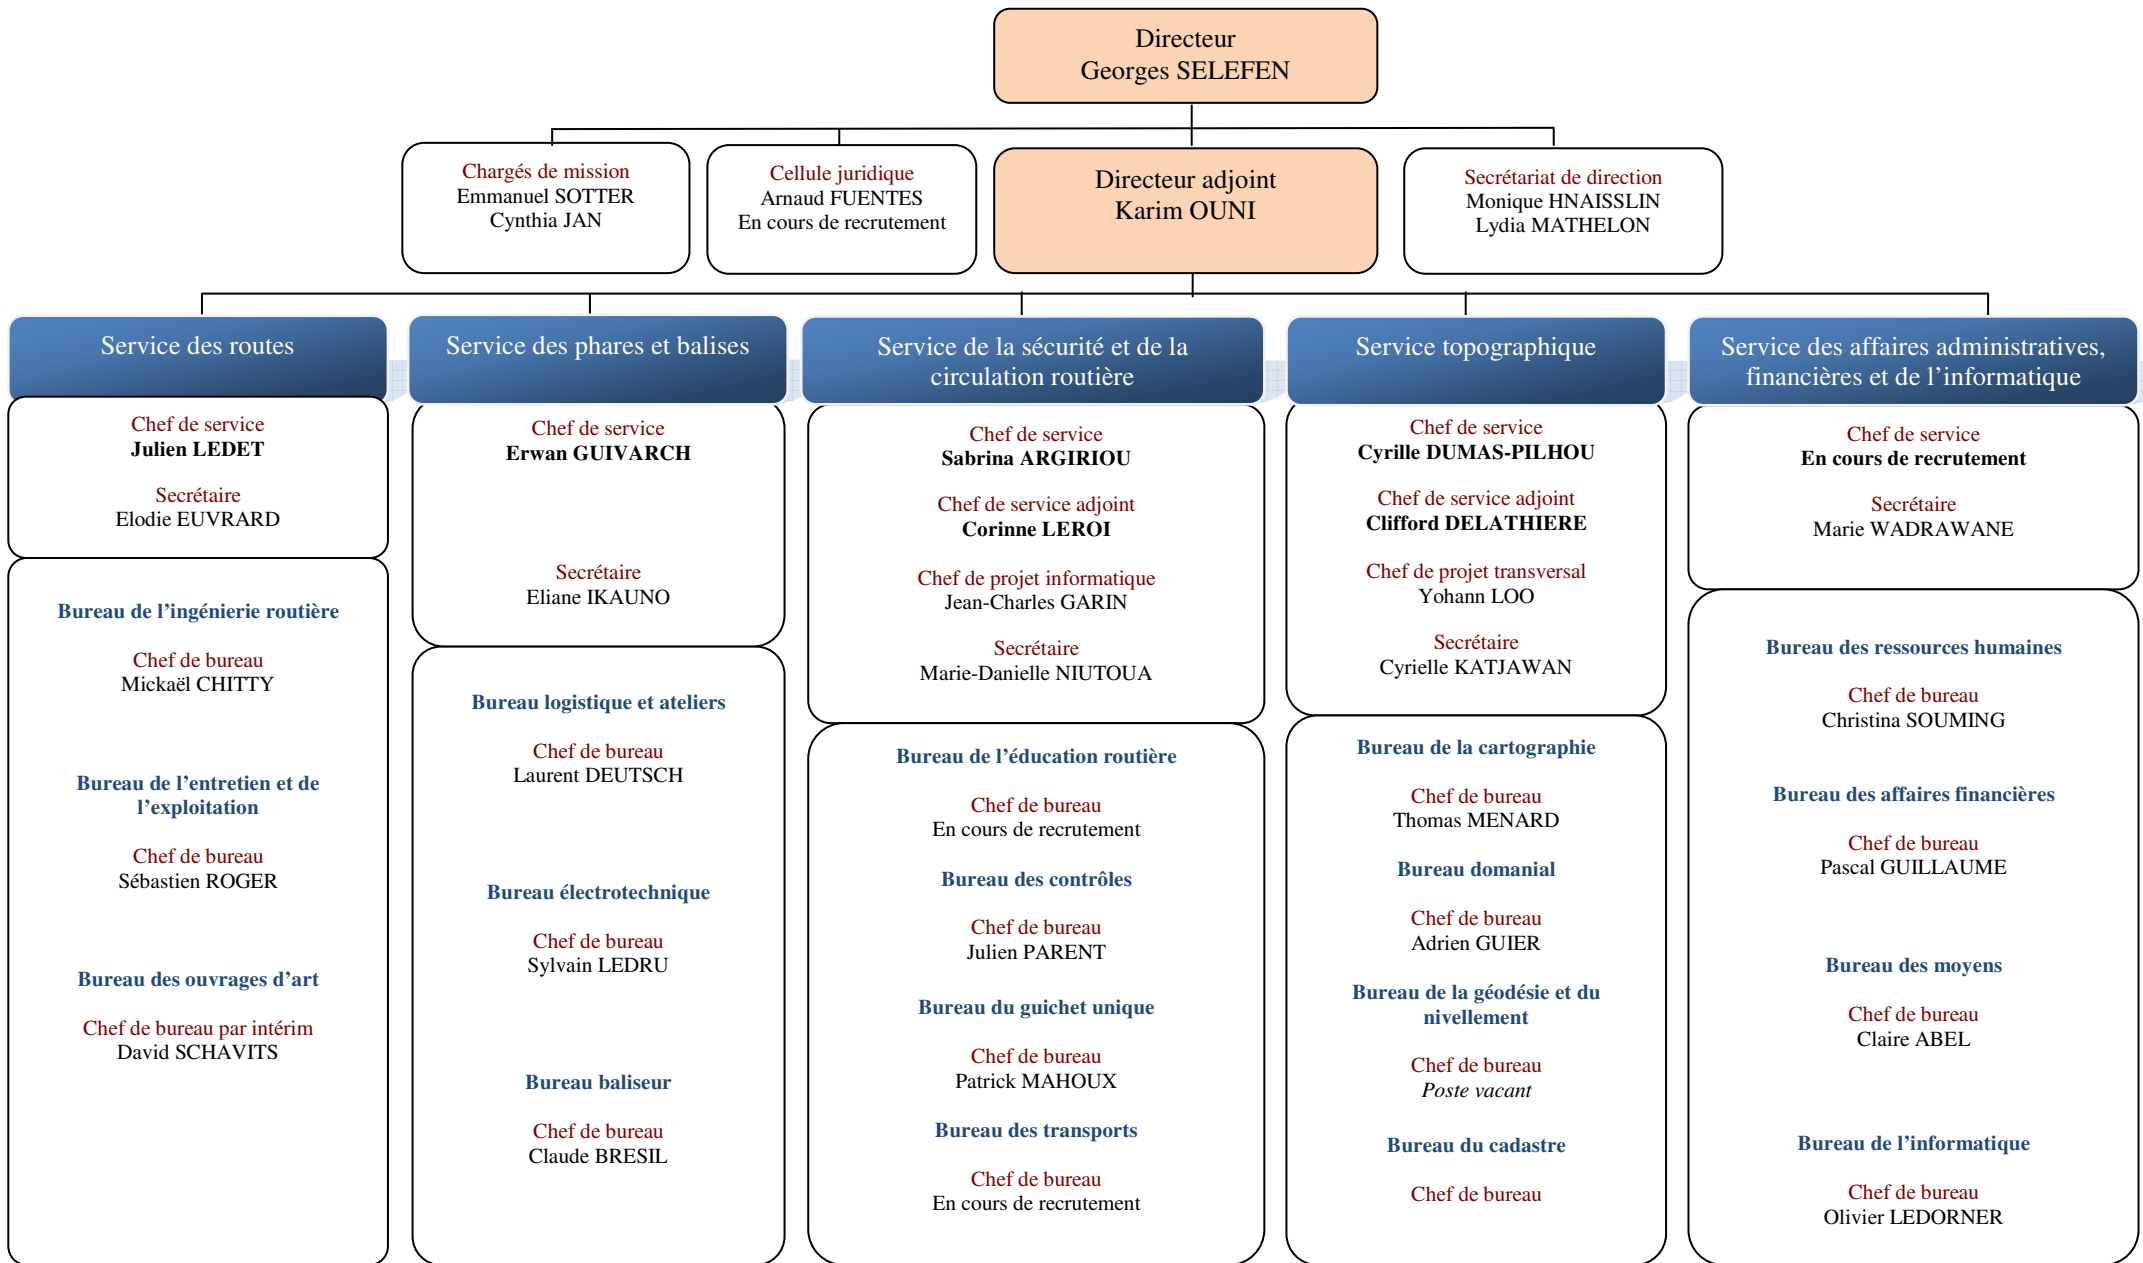 Directeur
Georges SELEFEN
Chargés de mission
Emmanuel SOTTER
Cynthia JAN
Cellule juridique
Arnaud FUENTES
En cours de recrutement
Directeur adjoint
Karim OUNI
Secrétariat de direction
Monique HNAISSLIN
Lydia MATHELON
Service des routes
Chef de service
Julien LEDET
Secrétaire
Elodie EUVRARD
Bureau de l’ingénierie routière
Chef de bureau
Mickaël CHITTY
Bureau de l’entretien et de
l’exploitation
Chef de bureau
Sébastien ROGER
Bureau des ouvrages d’art
Chef de bureau par intérim
David SCHAVITS
Service des phares et balises
Chef de service
Erwan GUIVARCH
Secrétaire
Eliane IKAUNO
Bureau logistique et ateliers
Chef de bureau
Laurent DEUTSCH
Bureau électrotechnique
Chef de bureau
Sylvain LEDRU
Bureau baliseur
Chef de bureau
Claude BRESIL
Service de la sécurité et de la
circulation routière
Chef de service
Sabrina ARGIRIOU
Chef de service adjoint
Corinne LEROI
Chef de projet informatique
Jean-Charles GARIN
Secrétaire
Marie-Danielle NIUTOUA
Bureau de l’éducation routière
Chef de bureau
En cours de recrutement
Bureau des contrôles
Chef de bureau
Julien PARENT
Bureau du guichet unique
Chef de bureau
Patrick MAHOUX
Bureau des transports
Chef de bureau
En cours de recrutement
Service topographique
Chef de service
Cyrille DUMAS-PILHOU
Chef de service adjoint
Clifford DELATHIERE
Chef de projet transversal
Yohann LOO
Secrétaire
Cyrielle KATJAWAN
Bureau de la cartographie
Chef de bureau
Thomas MENARD
Bureau domanial
Chef de bureau
Adrien GUIER
Bureau de la géodésie et du
nivellement
Chef de bureau
Poste vacant
Bureau du cadastre
Chef de bureau
Service des affaires administratives,
financières et de l’informatique
Chef de service
En cours de recrutement
Secrétaire
Marie WADRAWANE
Bureau des ressources humaines
Chef de bureau
Christina SOUMING
Bureau des affaires financières
Chef de bureau
Pascal GUILLAUME
Bureau des moyens
Chef de bureau
Claire ABEL
Bureau de l’informatique
Chef de bureau
Olivier LEDORNER